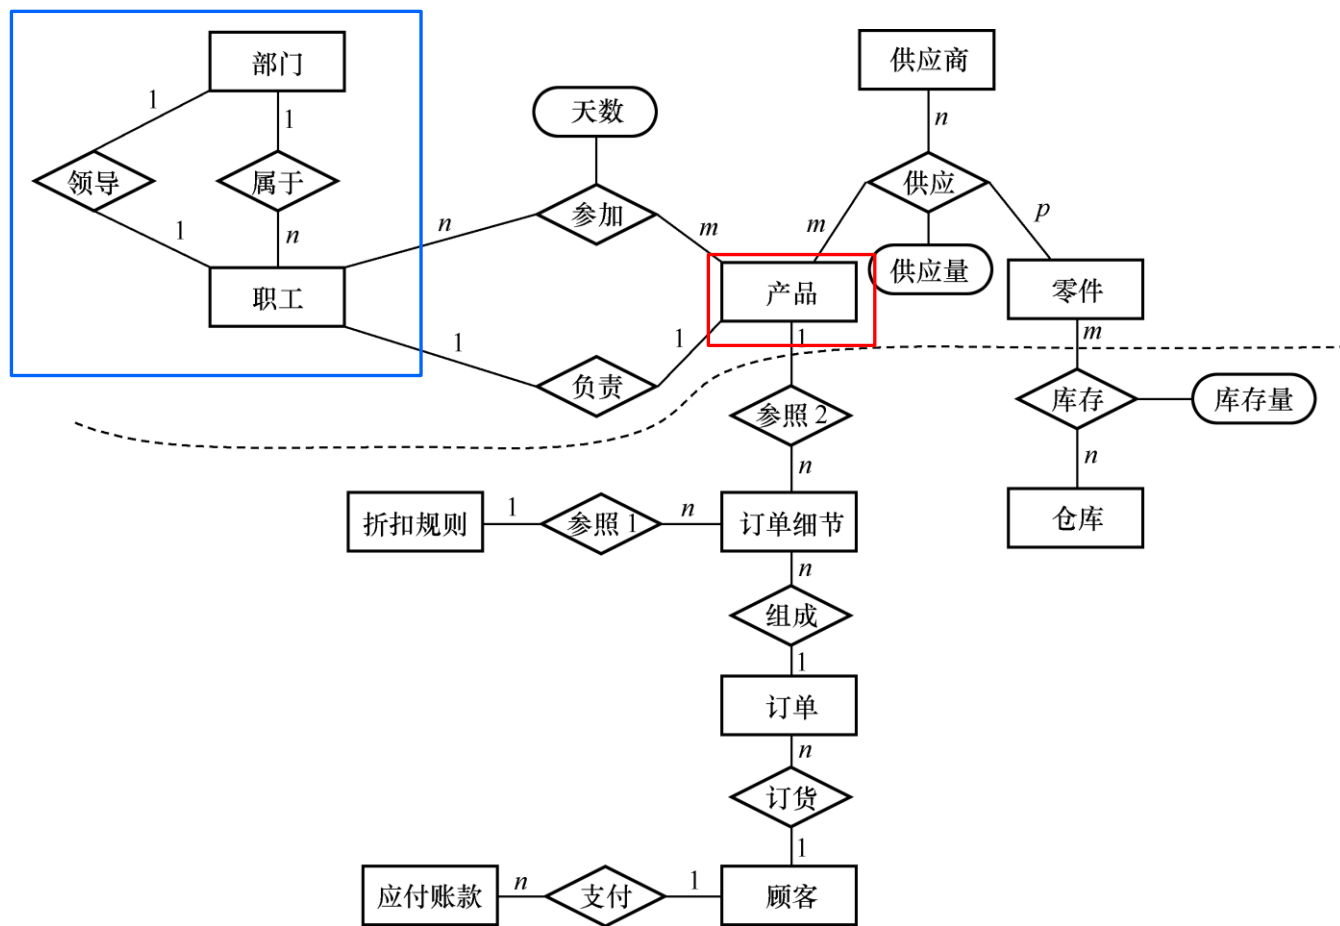 部门
供应商
1
天数
1
n
领导
属于
供应
参加
1
n
n
m
m
p
供应量
职工
产品
零件
1
1
1
m
负责
参照 2
库存
库存量
n
n
折扣规则
1
参照 1
n
订单细节
仓库
n
组成
1
订单
n
订货
1
应付账款
n
支付
1
顾客